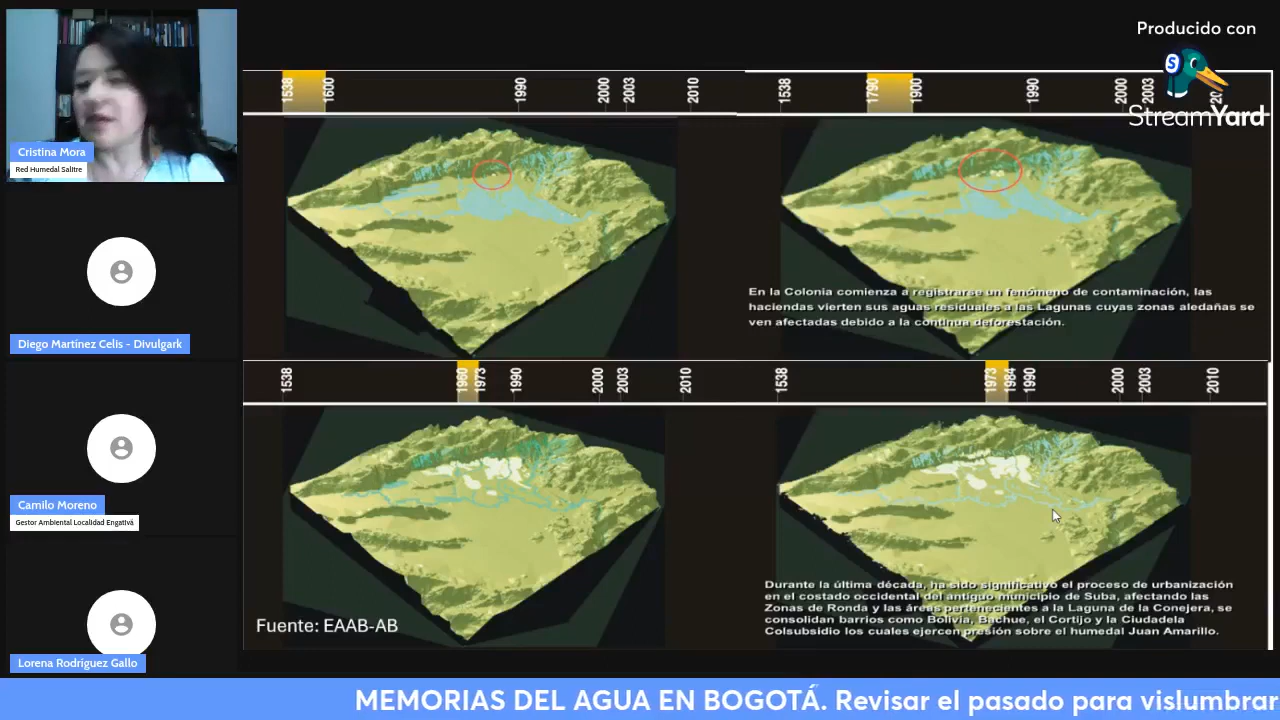 Producido con
StreamYard
Cristina Mora
Red Humedal Salitre
Diego Martínez Celis - Divulgark
Camilo Moreno
Gestor Ambiental Localidad Engativá
Lorena Rodriguez Gallo
1538 1600 1990 2000 2003 2010
1538 1790 1900 1990 2000 2003
En la Colonia comienza a registrarse un fenómeno de contaminación, las
haciendas vierten sus aguas residuales a las Lagunas cuyas zonas aledañas se
ven afectadas debido a la continua deforestación.
1538 1960 1973 1990 2000 2003 2010
1538 1973 1984 1990 2000 2003 2010
Fuente: EAAB-AB
Durante la última década, ha sido significativo el proceso de urbanización
en el costado occidental del antiguo municipio de Suba, afectando las
Zonas de Ronda y las áreas pertenecientes a la Laguna de la Conejera, se
consolidan barrios como Bolivia, Bachue, el Cortijo y la Ciudadela
Colsubsidio los cuales ejercen presión sobre el humedal Juan Amarillo.
MEMORIAS DEL AGUA EN BOGOTÁ. Revisar el pasado para vislumbrar